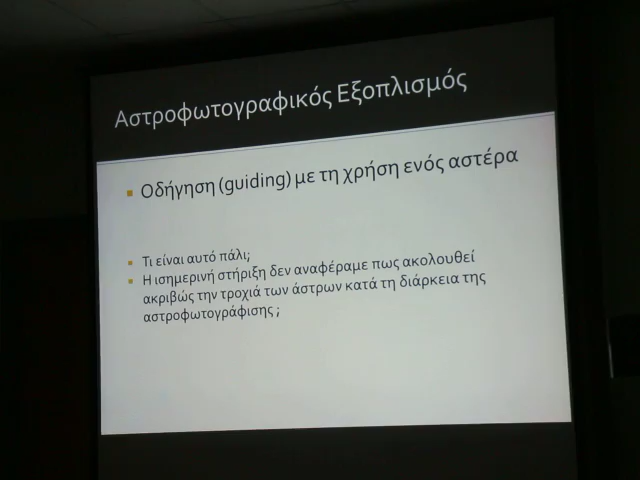 Αστροφωτογραφικός Εξοπλισμός
Οδήγηση (guiding) με τη χρήση ενός αστέρα
Τι είναι αυτό πάλι;
Η ισημερινή στήριξη δεν αναφέραμε πως ακολουθεί
ακριβώς την τροχιά των άστρων κατά τη διάρκεια της
αστροφωτογράφισης ;